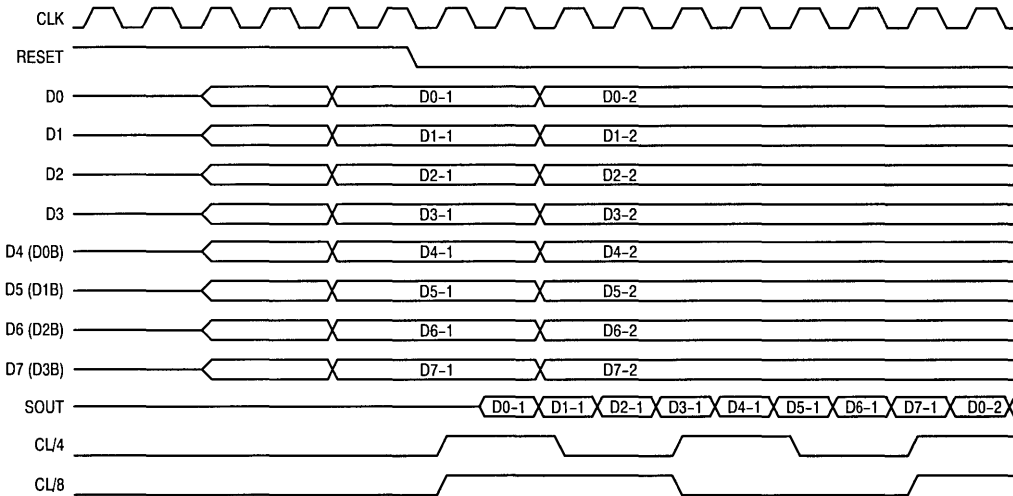 CLK
RESET
D0 D0-1 D0-2
D1 D1-1 D1-2
D2 D2-1 D2-2
D3 D3-1 D3-2
D4 (D0B) D4-1 D4-2
D5 (D1B) D5-1 D5-2
D6 (D2B) D6-1 D6-2
D7 (D3B) D7-1 D7-2
SOUT D0-1 D1-1 D2-1 D3-1 D4-1 D5-1 D6-1 D7-1 D0-2
CL/4
CL/8